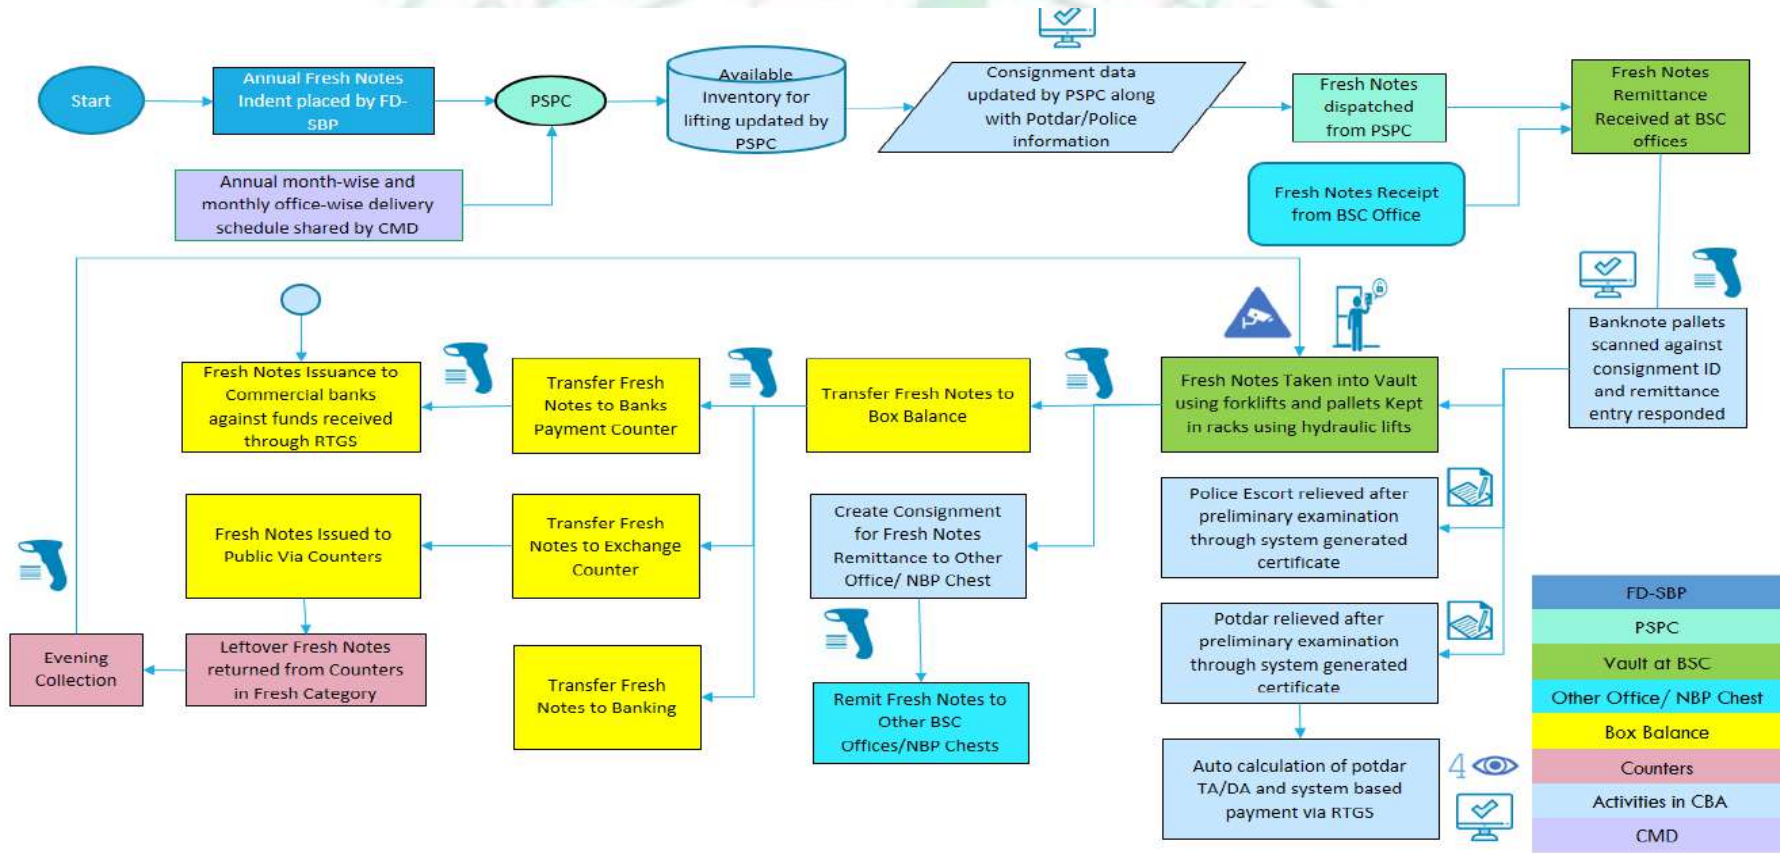 Start
Annual Fresh Notes
Indent placed by FD-
SBP
PSPC
Available
Inventory for
lifting updated by
PSPC
Consignment data
updated by PSPC along
with Potdar/Police
information
Fresh Notes
dispatched
from PSPC
Fresh Notes
Remittance
Received at BSC
offices
Annual month-wise and
monthly office-wise delivery
schedule shared by CMD
Fresh Notes Receipt
from BSC Office
Banknote pallets
scanned against
consignment ID
and remittance
entry responded
Fresh Notes Issuance to
Commercial banks
against funds received
through RTGS
Transfer Fresh
Notes to Banks
Payment Counter
Transfer Fresh Notes to
Box Balance
Fresh Notes Taken into Vault
using forklifts and pallets Kept
in racks using hydraulic lifts
Fresh Notes Issued to
Public Via Counters
Transfer Fresh
Notes to Exchange
Counter
Create Consignment
for Fresh Notes
Remittance to Other
Office/ NBP Chest
Police Escort relieved after
preliminary examination
through system generated
certificate
Evening
Collection
Leftover Fresh Notes
returned from Counters
in Fresh Category
Transfer Fresh
Notes to Banking
Remit Fresh Notes to
Other BSC
Offices/NBP Chests
Potdar relieved after
preliminary examination
through system generated
certificate
Auto calculation of potdar
TA/DA and system based
payment via RTGS
4
FD-SBP
PSPC
Vault at BSC
Other Office/ NBP Chest
Box Balance
Counters
Activities in CBA
CMD